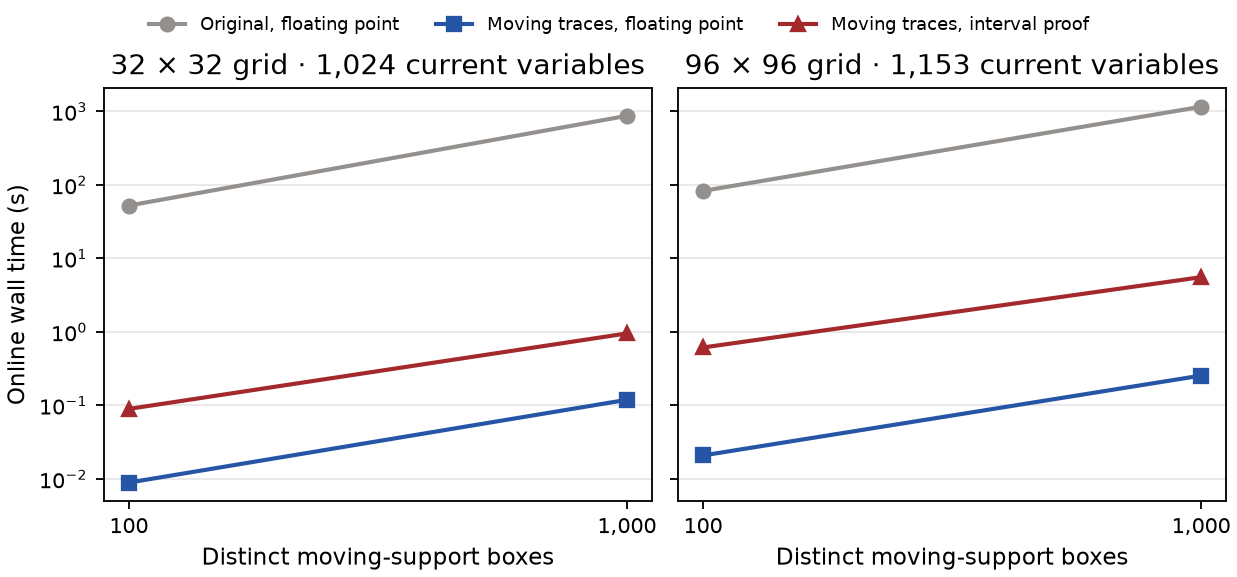 Original, floating point Moving traces, floating point Moving traces, interval proof
32 × 32 grid · 1,024 current variables
96 × 96 grid · 1,153 current variables
Online wall time (s)
10³
10²
10¹
10⁰
10⁻¹
10⁻²
100 1,000
100 1,000
Distinct moving-support boxes
Distinct moving-support boxes